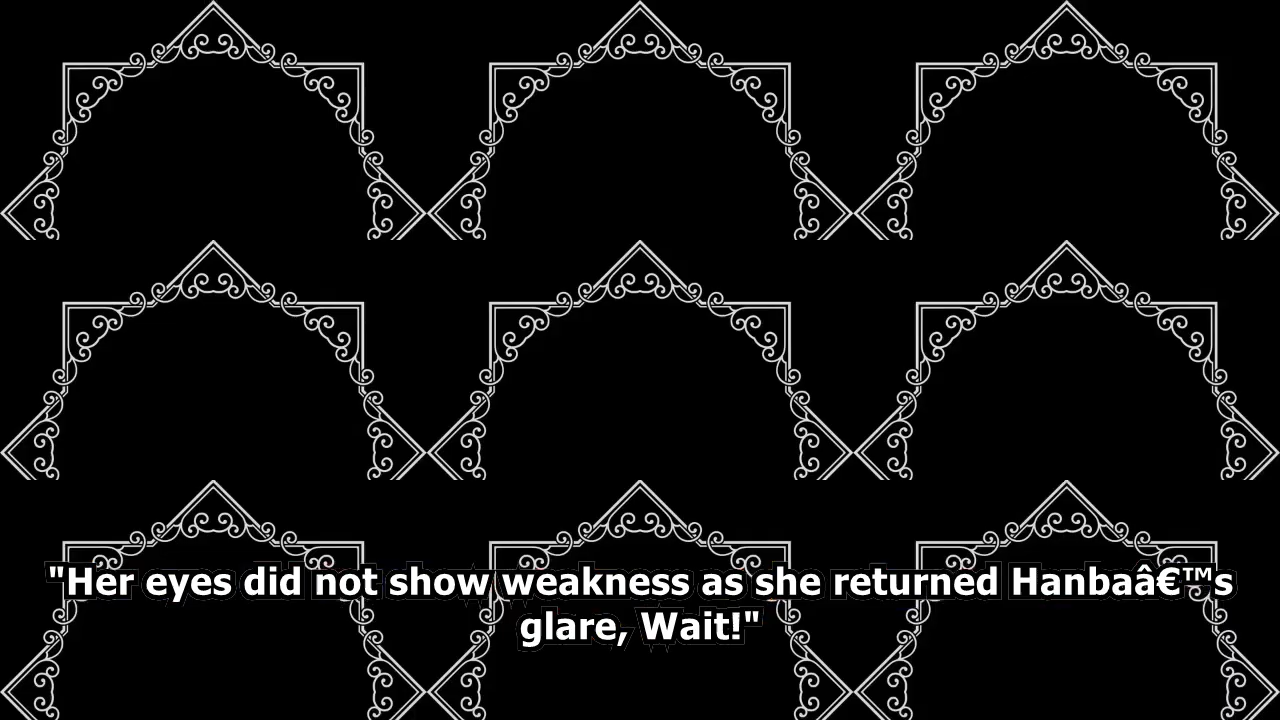 "Her eyes did not show weakness as she returned Hanbaâ€™s
glare, Wait!"